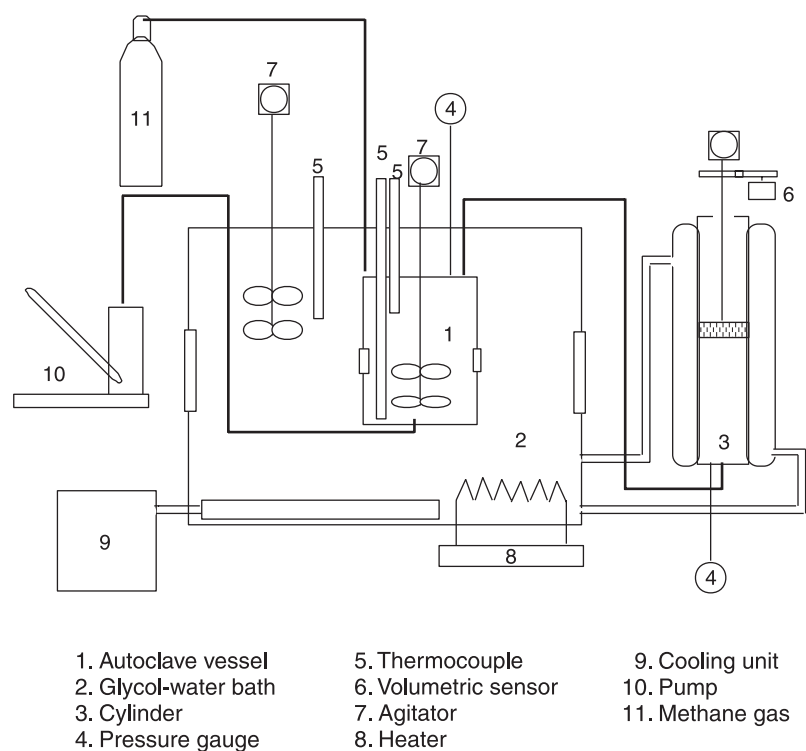 7
11
4
7
5
5
5
6
1
10
2
3
9
8
4
1. Autoclave vessel
2. Glycol-water bath
3. Cylinder
4. Pressure gauge
5. Thermocouple
6. Volumetric sensor
7. Agitator
8. Heater
9. Cooling unit
10. Pump
11. Methane gas